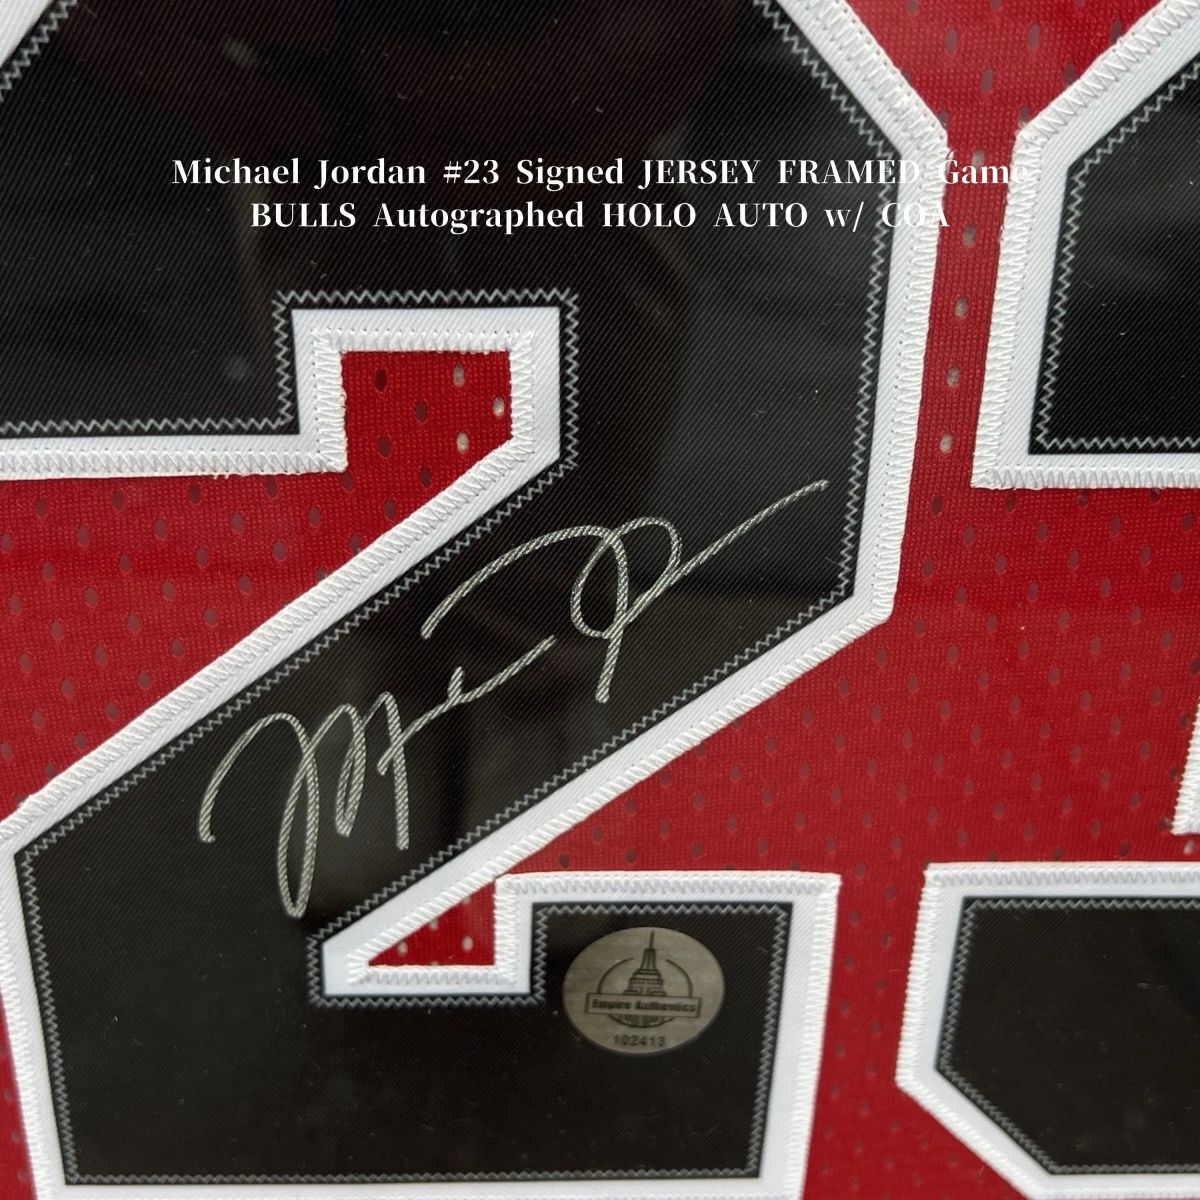 Michael Jordan #23 Signed JERSEY FRAMED Game
BULLS Autographed HOLO AUTO w/ COA
Empire Authentics
102413